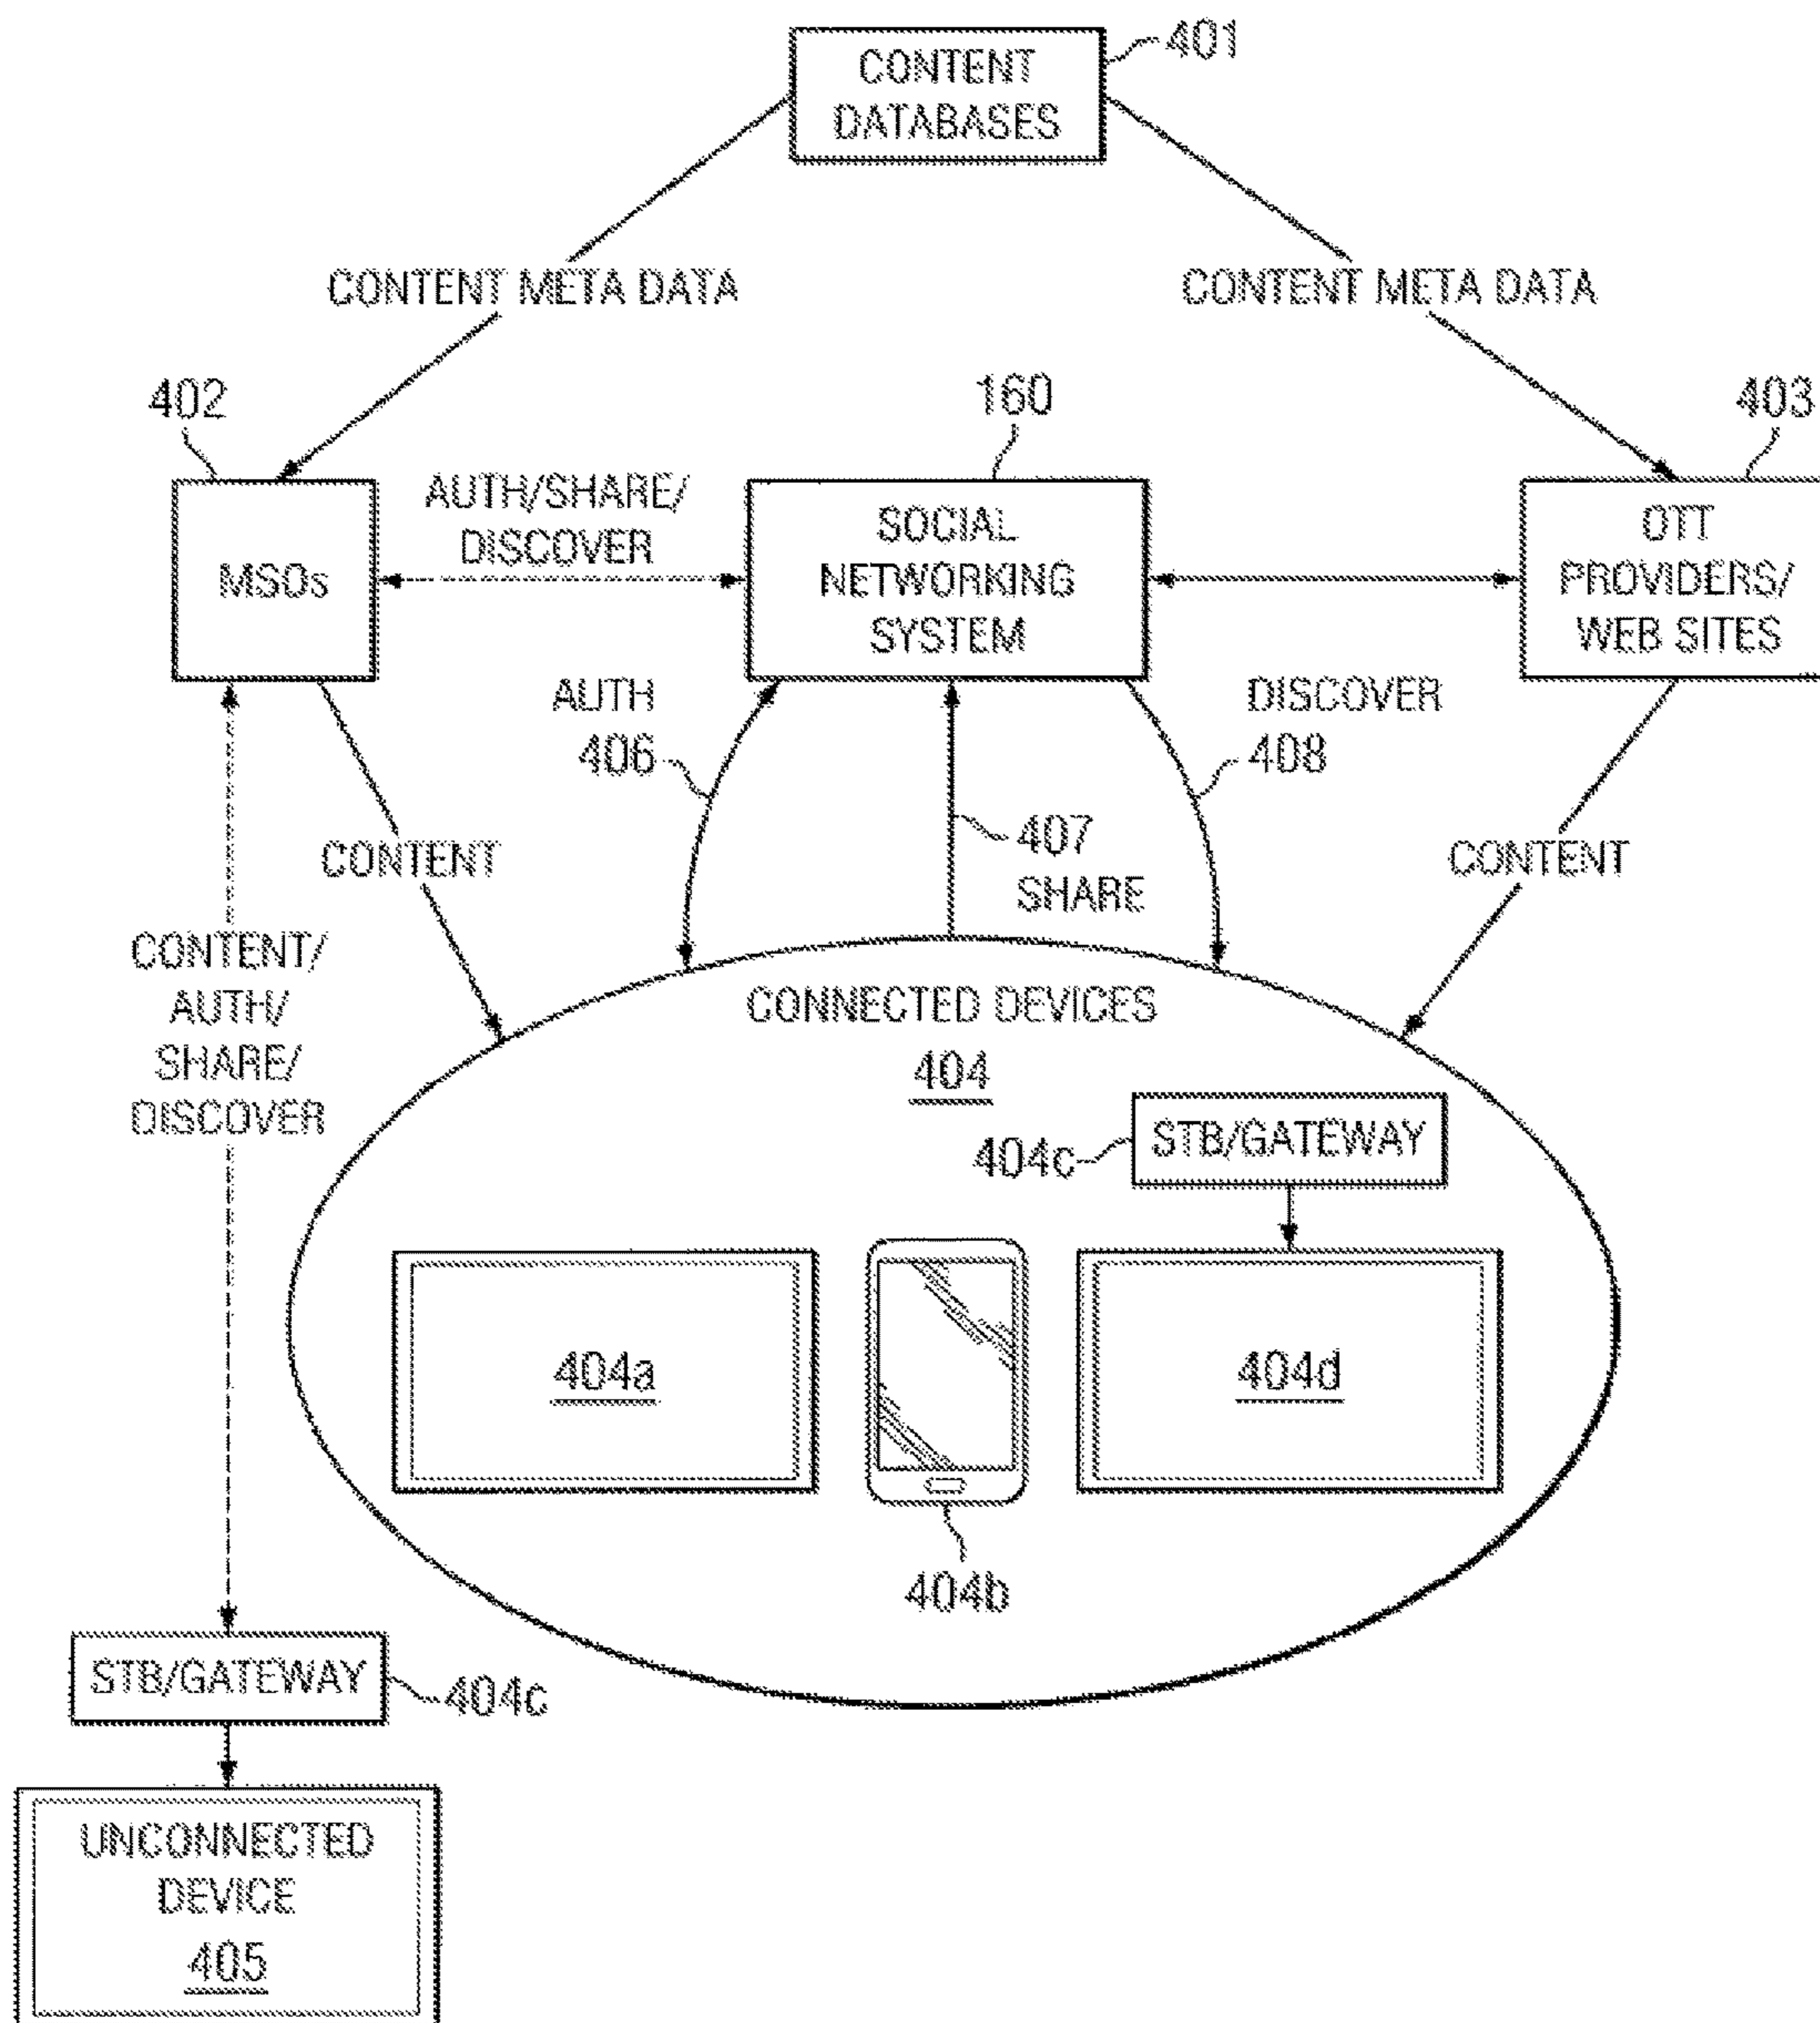 CONTENT
DATABASES
401
CONTENT META DATA
CONTENT META DATA
402
160
403
MSOs
AUTH/SHARE/
DISCOVER
SOCIAL
NETWORKING
SYSTEM
OTT
PROVIDERS/
WEB SITES
AUTH
406
DISCOVER
408
407
SHARE
CONTENT
CONTENT
CONTENT/
AUTH/
SHARE/
DISCOVER
CONNECTED DEVICES
404
404c
STB/GATEWAY
404a
404d
404b
STB/GATEWAY
404c
UNCONNECTED
DEVICE
405